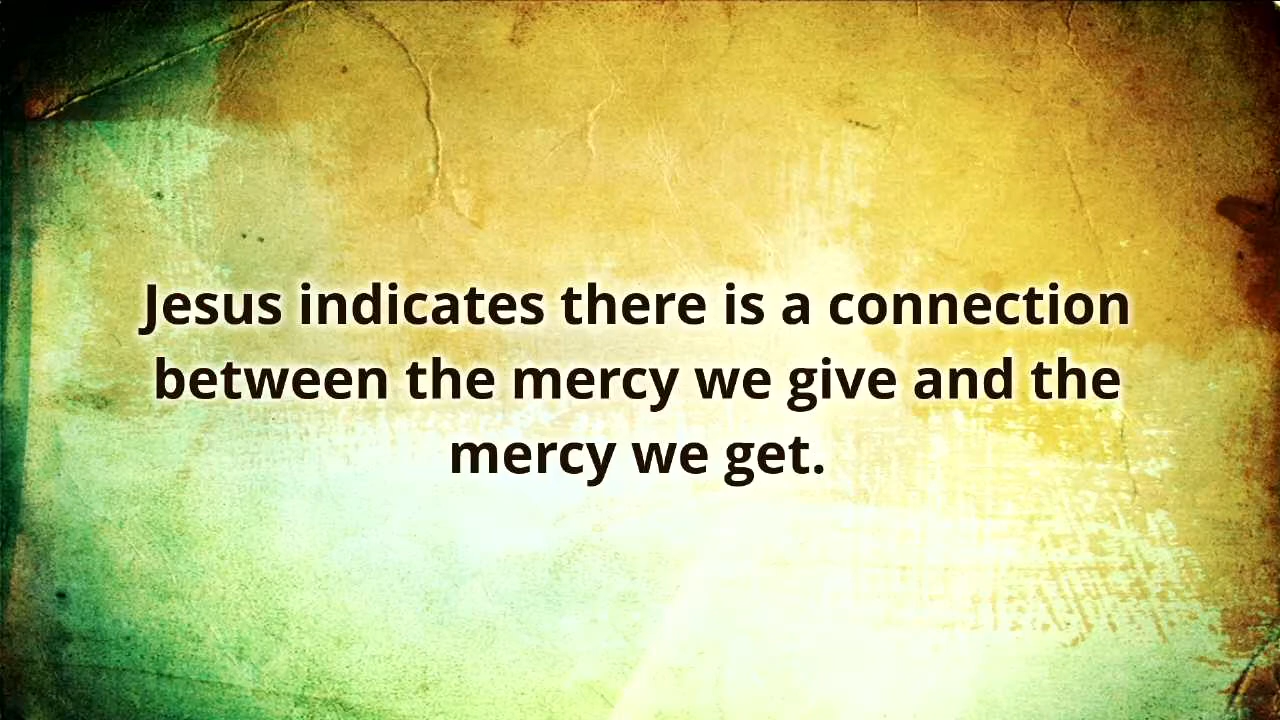 Jesus indicates there is a connection
between the mercy we give and the
mercy we get.